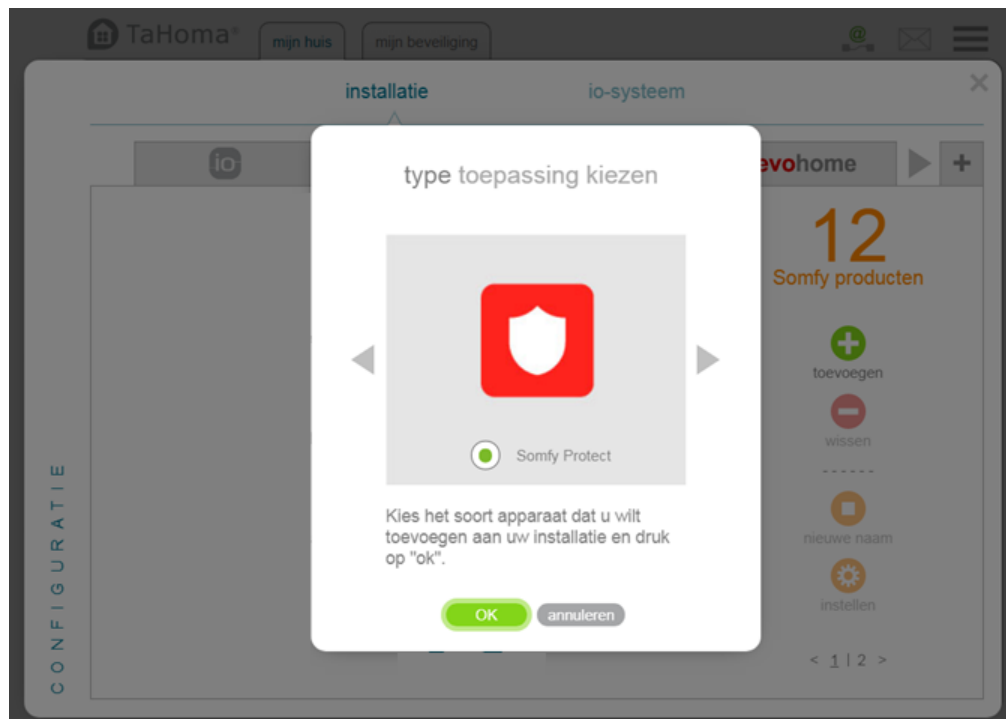 TaHoma®
mijn huis
mijn beveiliging
@
installatie
io-systeem
io
evohome
+
type toepassing kiezen
12
Somfy producten
toevoegen
Somfy Protect
wissen
------
Kies het soort apparaat dat u wilt
toevoegen aan uw installatie en druk
op "ok".
nieuwe naam
instellen
OK
annuleren
< 1 | 2 >
CONFIGURATIE